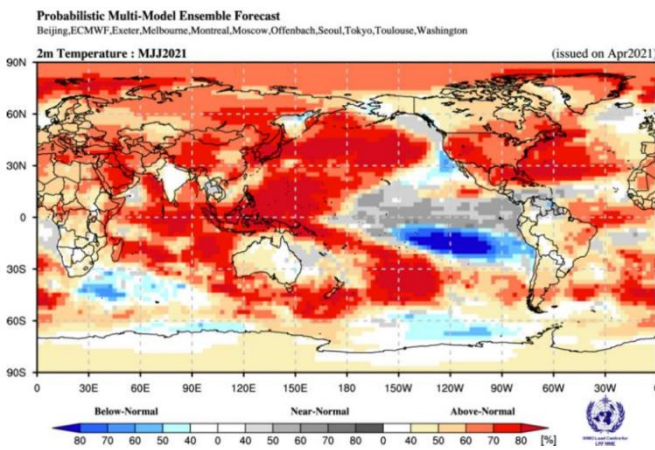 Probabilistic Multi-Model Ensemble Forecast
Beijing,ECMWF,Exeter,Melbourne,Montreal,Moscow,Offenbach,Seoul,Tokyo,Toulouse,Washington
2m Temperature : MJJ2021 (issued on Apr2021)
90N
60N
30N
0
30S
60S
90S
0 30E 60E 90E 120E 150E 180 150W 120W 90W 60W 30W
Below-Normal Near-Normal Above-Normal
80 70 60 50 40 0 40 50 60 70 80 0 40 50 60 70 80 [%]